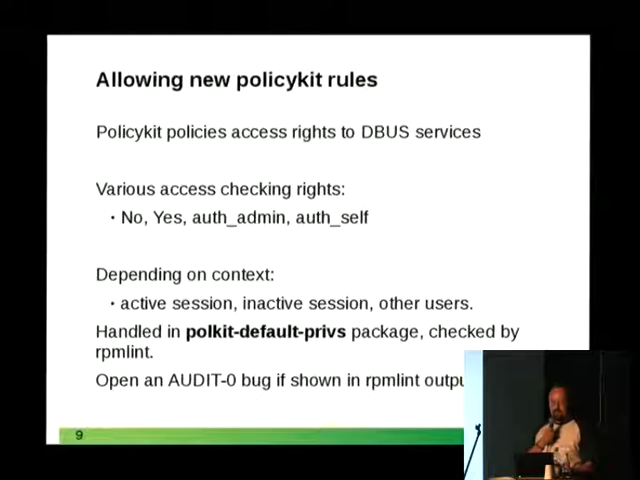 Allowing new policykit rules
Policykit policies access rights to DBUS services
Various access checking rights:
• No, Yes, auth_admin, auth_self
Depending on context:
• active session, inactive session, other users.
Handled in polkit-default-privs package, checked by
rpmlint.
Open an AUDIT-0 bug if shown in rpmlint outpu
9